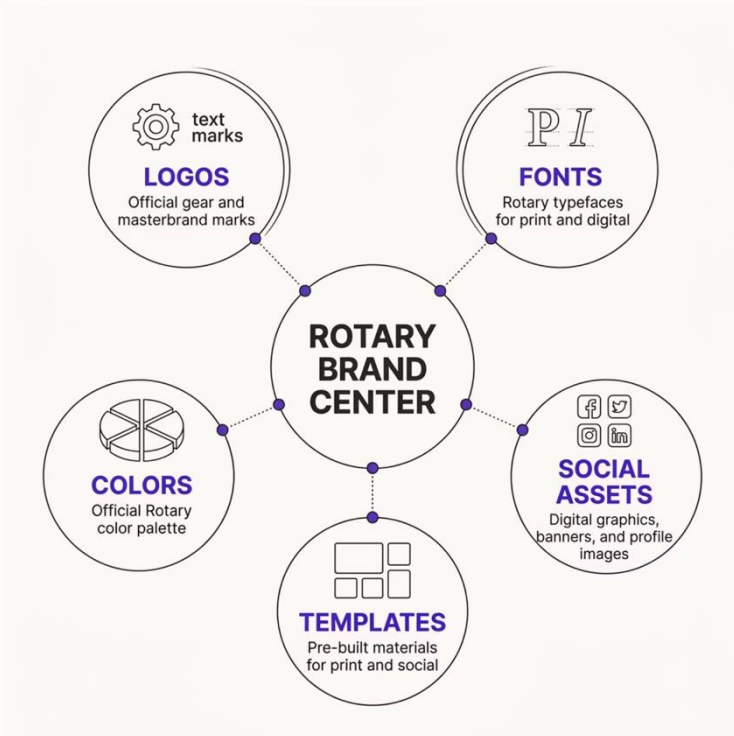 text
marks
LOGOS
Official gear and
masterbrand marks
P I
FONTS
Rotary typefaces
for print and digital
ROTARY
BRAND
CENTER
COLORS
Official Rotary
color palette
f
in
SOCIAL
ASSETS
Digital graphics,
banners, and profile
images
TEMPLATES
Pre-built materials
for print and social